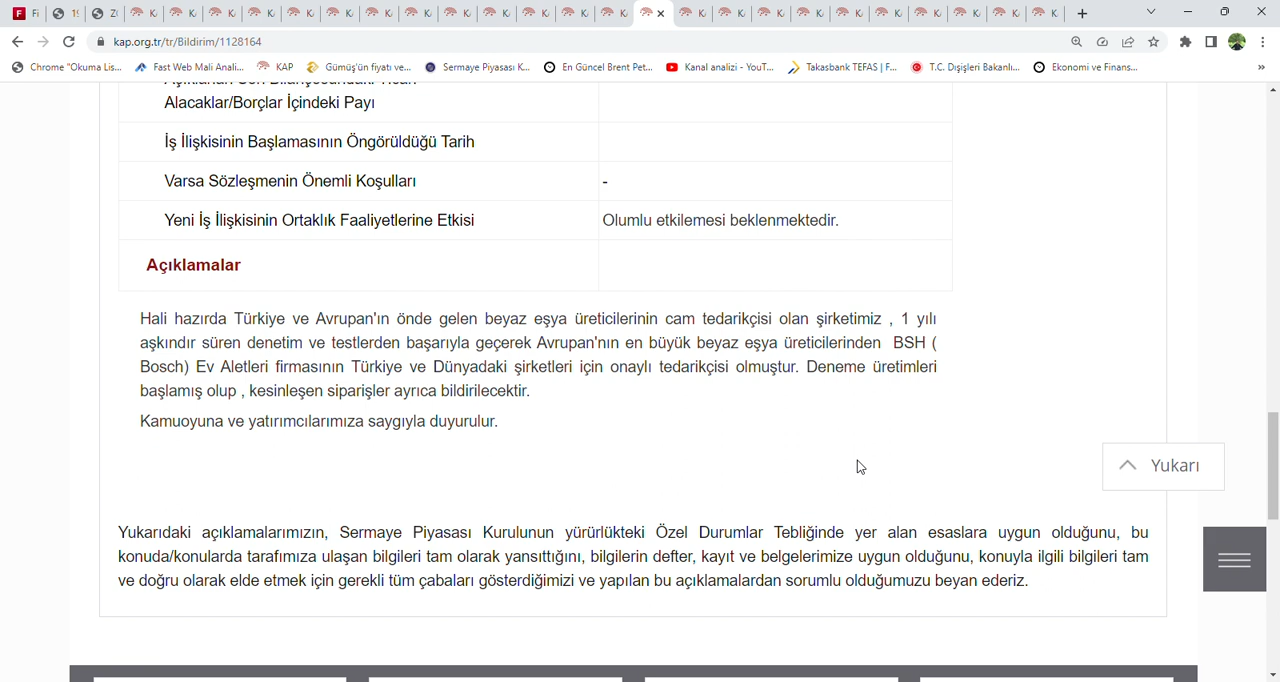 Fi
K
kap.org.tr/tr/Bildirim/1128164
Chrome "Okuma Lis...
Fast Web Mali Anali...
KAP
Gümüş'ün fiyatı ve...
Sermaye Piyasası K...
En Güncel Brent Pet...
Kanal analizi - YouT...
Takasbank TEFAS | F...
T.C. Dışişleri Bakanlı...
Ekonomi ve Finans...
»
Alacaklar/Borçlar İçindeki Payı
İş İlişkisinin Başlamasının Öngörüldüğü Tarih
Varsa Sözleşmenin Önemli Koşulları -
Yeni İş İlişkisinin Ortaklık Faaliyetlerine Etkisi Olumlu etkilemesi beklenmektedir.
Açıklamalar
Hali hazırda Türkiye ve Avrupan'ın önde gelen beyaz eşya üreticilerinin cam tedarikçisi olan şirketimiz , 1 yılı
aşkındır süren denetim ve testlerden başarıyla geçerek Avrupan'nın en büyük beyaz eşya üreticilerinden BSH (
Bosch) Ev Aletleri firmasının Türkiye ve Dünyadaki şirketleri için onaylı tedarikçisi olmuştur. Deneme üretimleri
başlamış olup , kesinleşen siparişler ayrıca bildirilecektir.
Kamuoyuna ve yatırımcılarımıza saygıyla duyurulur.
Yukarı
Yukarıdaki açıklamalarımızın, Sermaye Piyasası Kurulunun yürürlükteki Özel Durumlar Tebliğinde yer alan esaslara uygun olduğunu, bu
konuda/konularda tarafımıza ulaşan bilgileri tam olarak yansıttığını, bilgilerin defter, kayıt ve belgelerimize uygun olduğunu, konuyla ilgili bilgileri tam
ve doğru olarak elde etmek için gerekli tüm çabaları gösterdiğimizi ve yapılan bu açıklamalardan sorumlu olduğumuzu beyan ederiz.